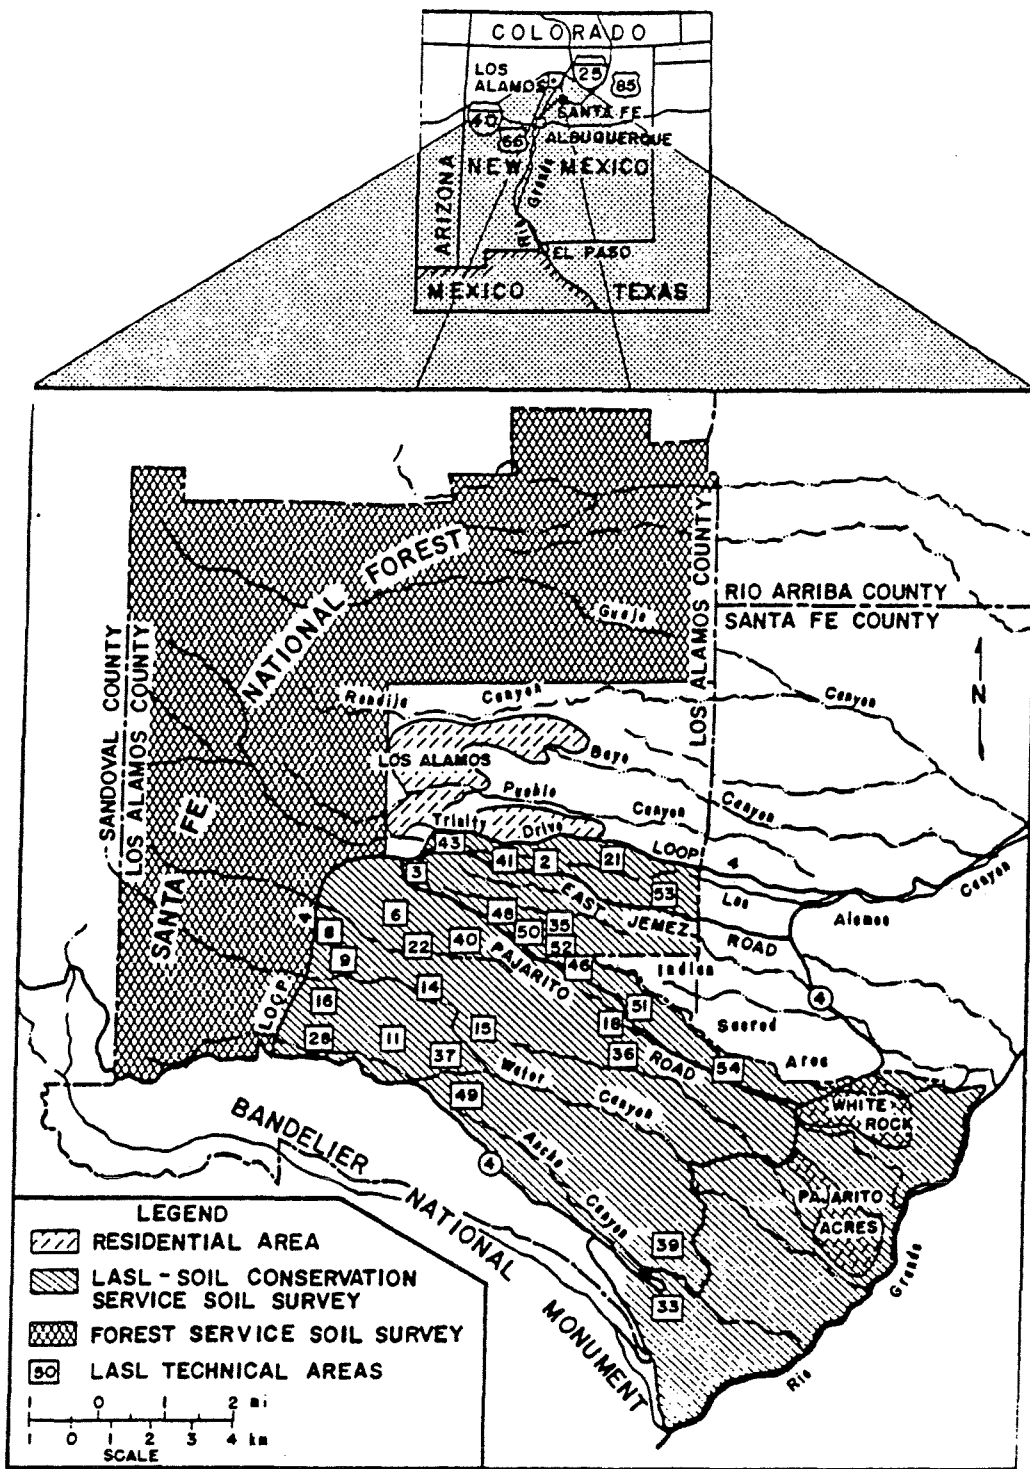 COLORADO
LOS
ALAMOS
25
85
SANTA FE
40
66
ALBUQUERQUE
NEW MEXICO
ARIZONA
Rio Grande
EL PASO
MEXICO
TEXAS
NATIONAL FOREST
SANTA FE
SANDOVAL COUNTY
LOS ALAMOS COUNTY
LOS ALAMOS COUNTY
RIO ARRIBA COUNTY
SANTA FE COUNTY
N
Guaje
Canyon
Rendija Canyon
LOS ALAMOS
Bayo
Canyon
Pueblo
Canyon
Trinity Drive
LOOP 4
43
41
2
21
3
53
EAST JEMEZ ROAD
Los Alamos Canyon
6
48
50
35
52
8
22
40
46
9
PAJARITO ROAD
Indian
Sacred
Area
4
LOOP 4
14
16
51
18
15
28
11
37
36
54
49
Water Canyon
WHITE
ROCK
BANDELIER NATIONAL MONUMENT
Ancho Canyon
4
PAJARITO
ACRES
39
33
Rio Grande
LEGEND
RESIDENTIAL AREA
LASL-SOIL CONSERVATION
SERVICE SOIL SURVEY
FOREST SERVICE SOIL SURVEY
50 LASL TECHNICAL AREAS
1 0 1 2 mi
1 0 1 2 3 4 km
SCALE